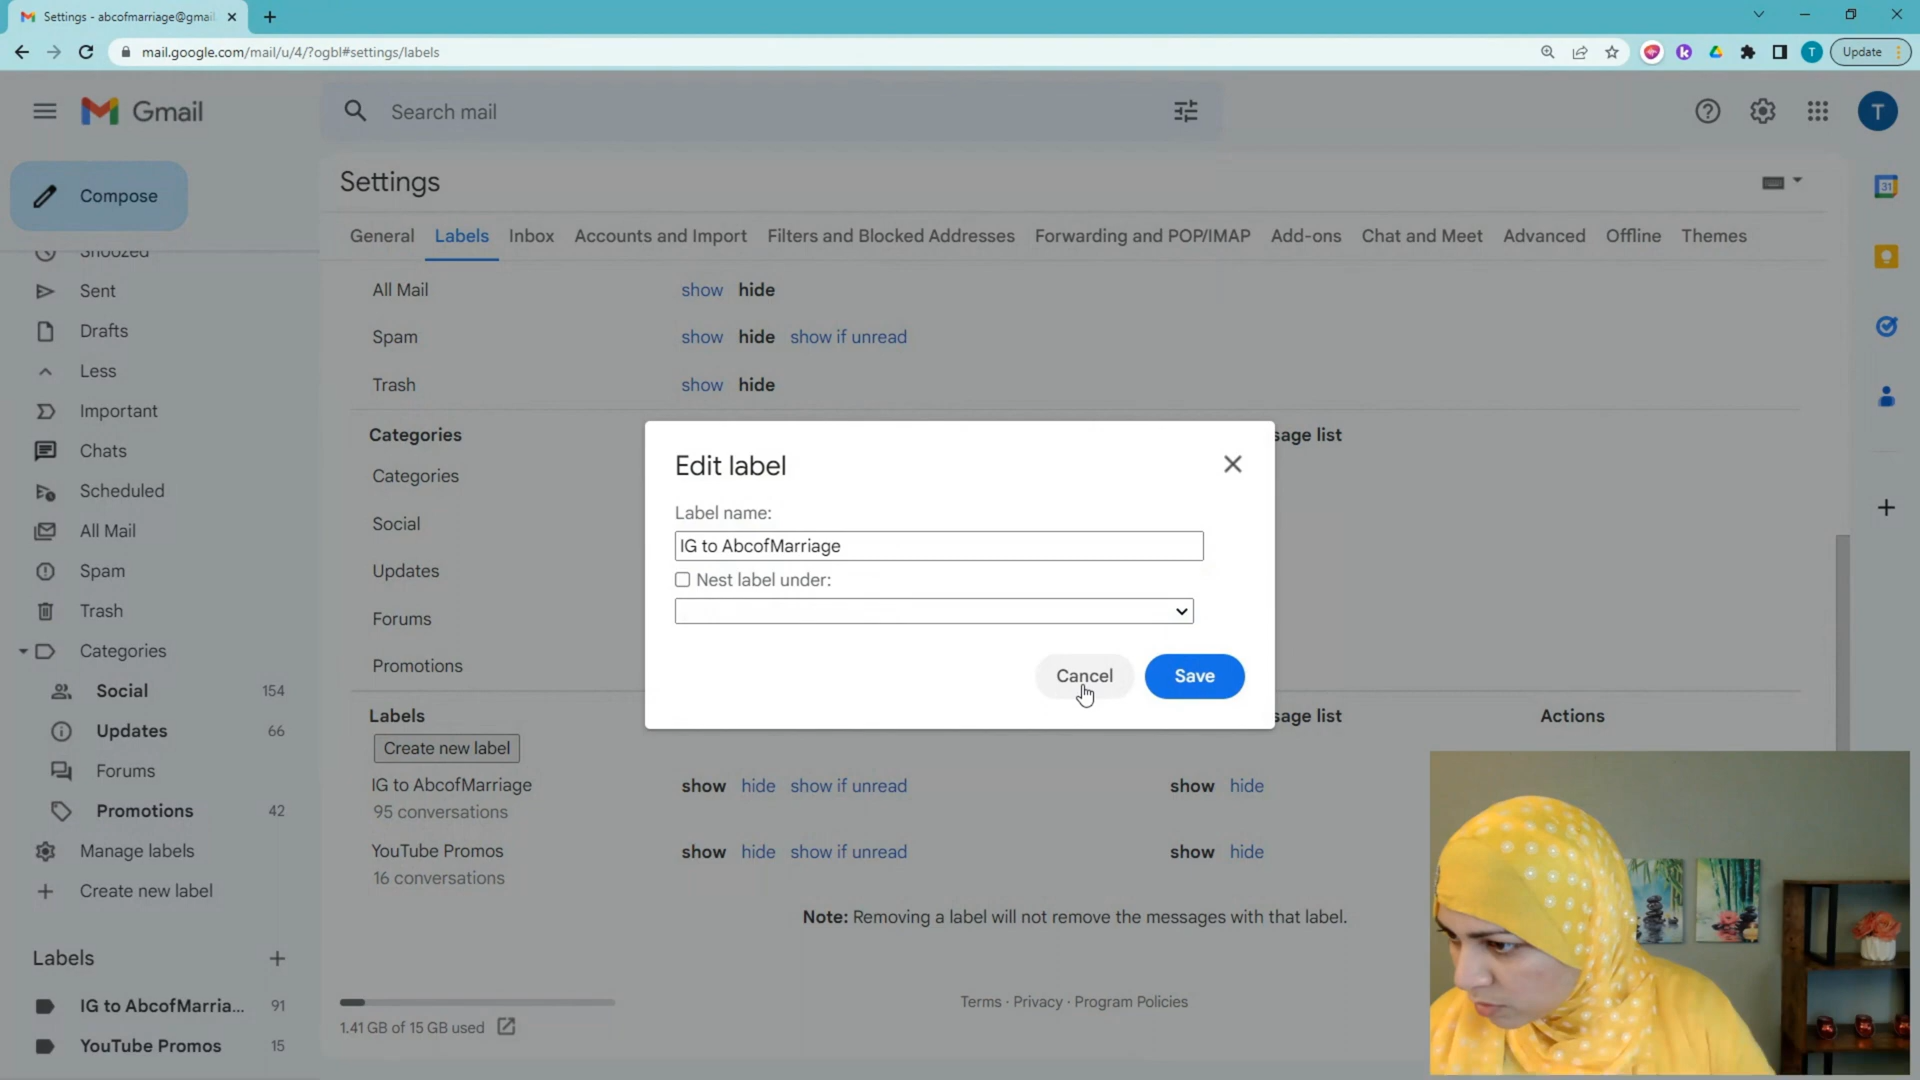 Settings - abcofmarriage@gmail
mail.google.com/mail/u/4/?ogbl#settings/labels
T
Update
Gmail
Search mail
T
Compose
Settings
General Labels Inbox Accounts and Import Filters and Blocked Addresses Forwarding and POP/IMAP Add-ons Chat and Meet Advanced Offline Themes
31
Snoozed
Sent
Drafts
Less
Important
Chats
Scheduled
All Mail
Spam
Trash
Categories
Social 154
Updates 66
Forums
Promotions 42
Manage labels
Create new label
Labels
IG to AbcofMarria... 91
YouTube Promos 15
All Mail show hide
Spam show hide show if unread
Trash show hide
Categories sage list
Categories
Social
Updates
Forums
Promotions
Edit label
Label name:
IG to AbcofMarriage
Nest label under:
Cancel Save
Labels sage list Actions
Create new label
IG to AbcofMarriage show hide show if unread show hide
95 conversations
YouTube Promos show hide show if unread show hide
16 conversations
Note: Removing a label will not remove the messages with that label.
Terms · Privacy · Program Policies
1.41 GB of 15 GB used